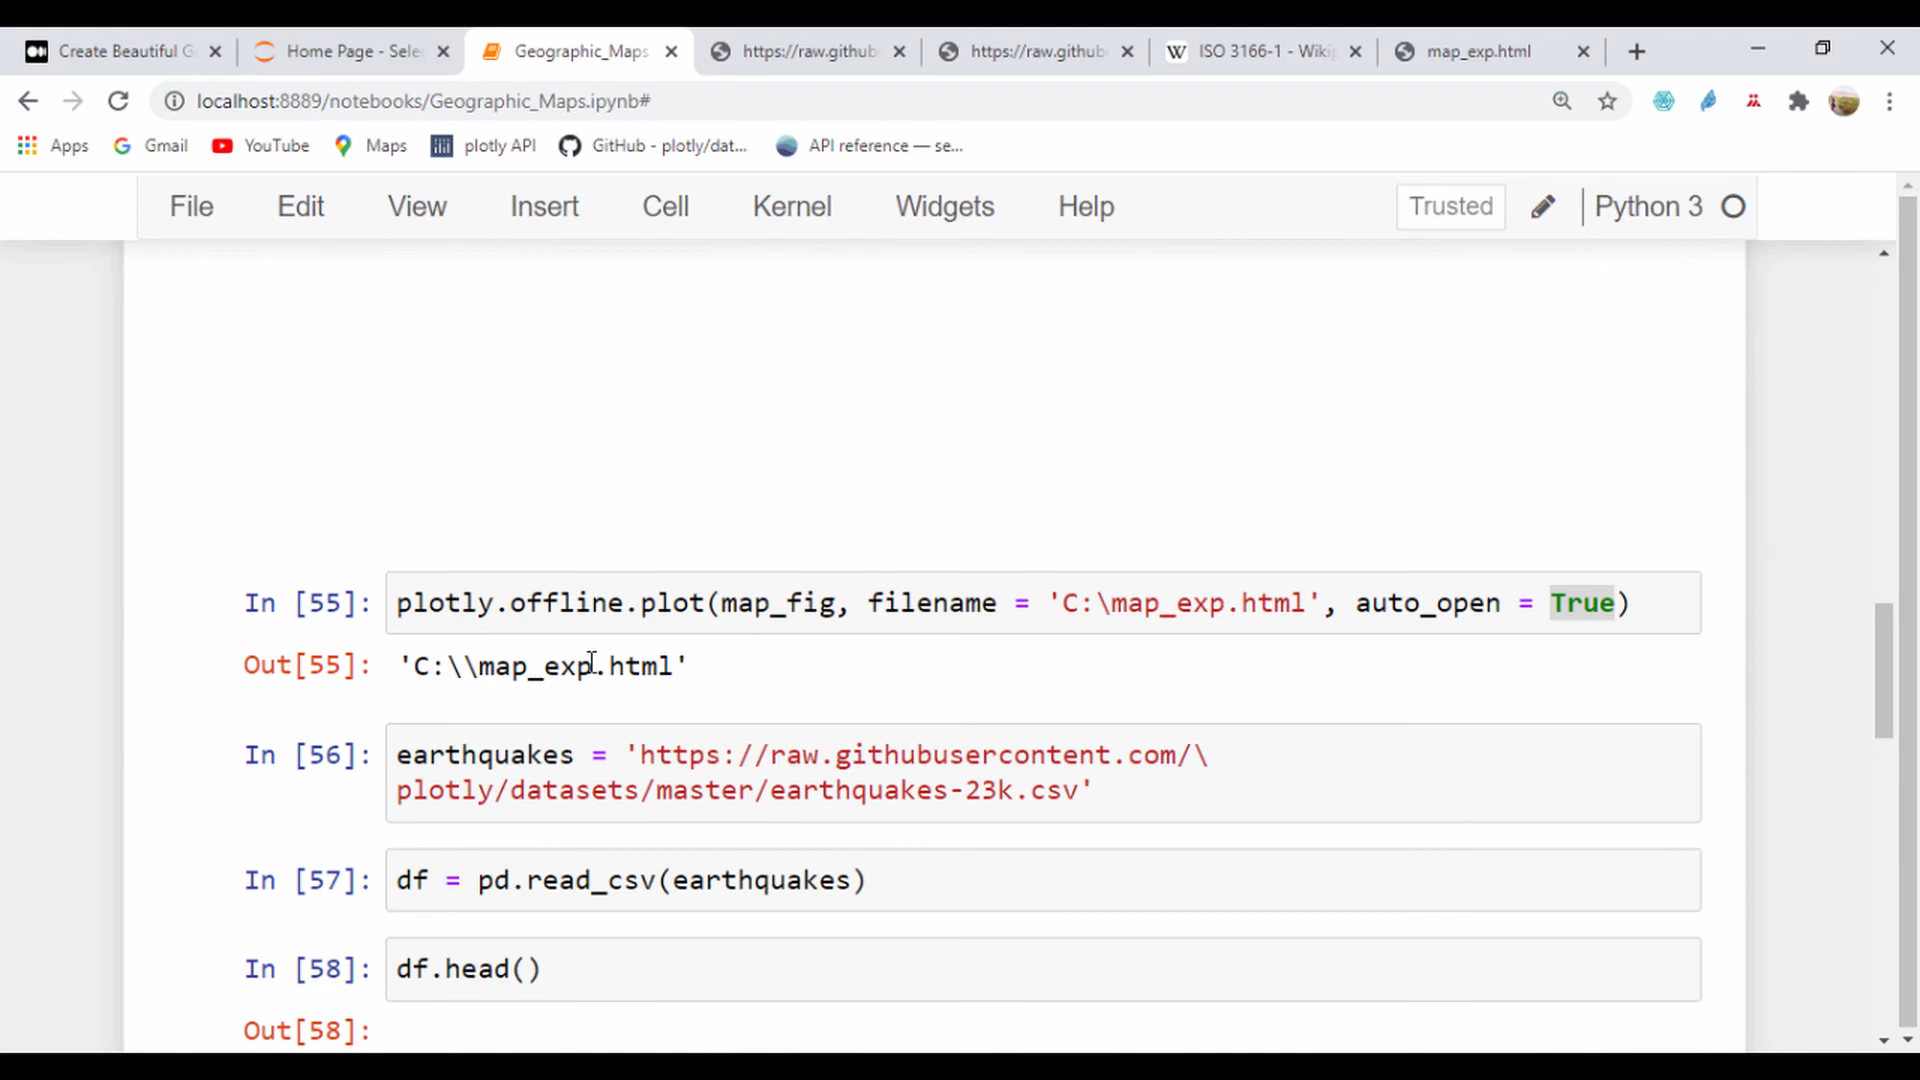 Create Beautiful G
Home Page - Sele
Geographic_Maps
https://raw.github
https://raw.github
ISO 3166-1 - Wikip
map_exp.html
localhost:8889/notebooks/Geographic_Maps.ipynb#
Apps
Gmail
YouTube
Maps
plotly API
GitHub - plotly/dat...
API reference — se...
File Edit View Insert Cell Kernel Widgets Help Trusted Python 3
In [55]: plotly.offline.plot(map_fig, filename = 'C:\map_exp.html', auto_open = True)
Out[55]: 'C:\\map_exp.html'
In [56]: earthquakes = 'https://raw.githubusercontent.com/\
plotly/datasets/master/earthquakes-23k.csv'
In [57]: df = pd.read_csv(earthquakes)
In [58]: df.head()
Out[58]: